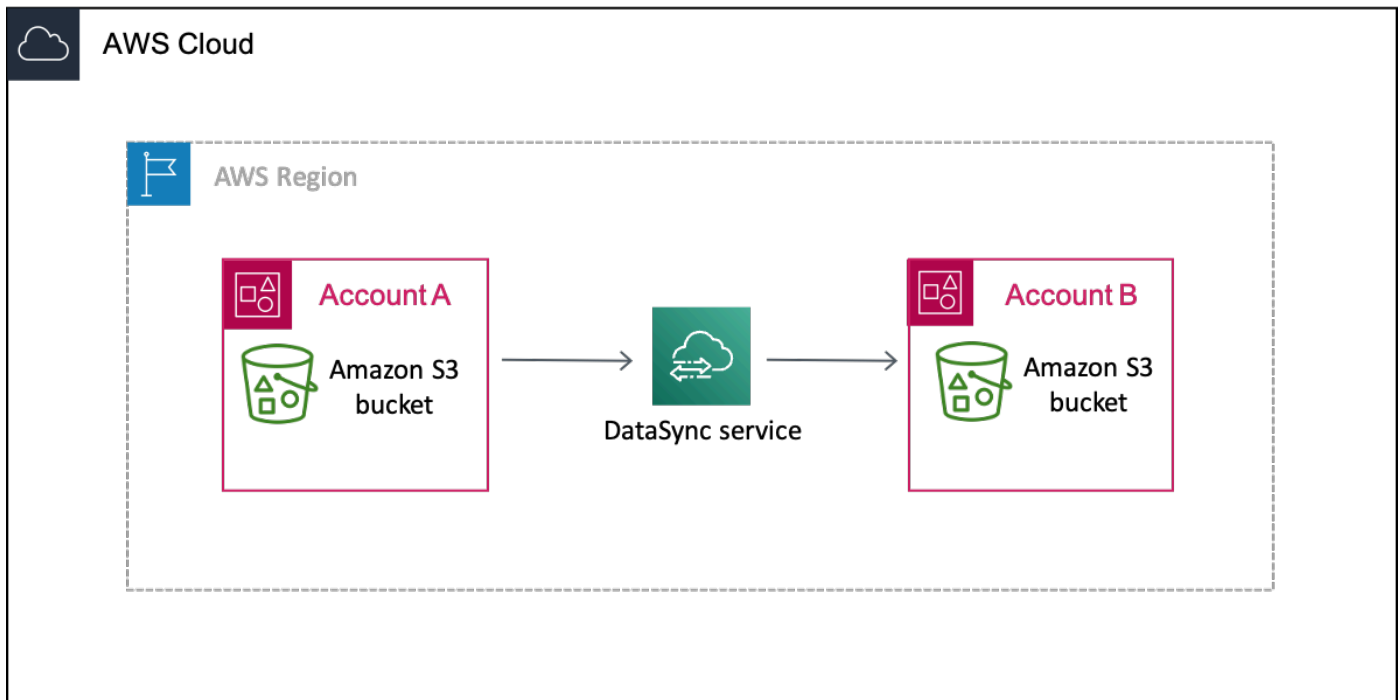 AWS Cloud
AWS Region
Account A
Amazon S3
bucket
DataSync service
Account B
Amazon S3
bucket